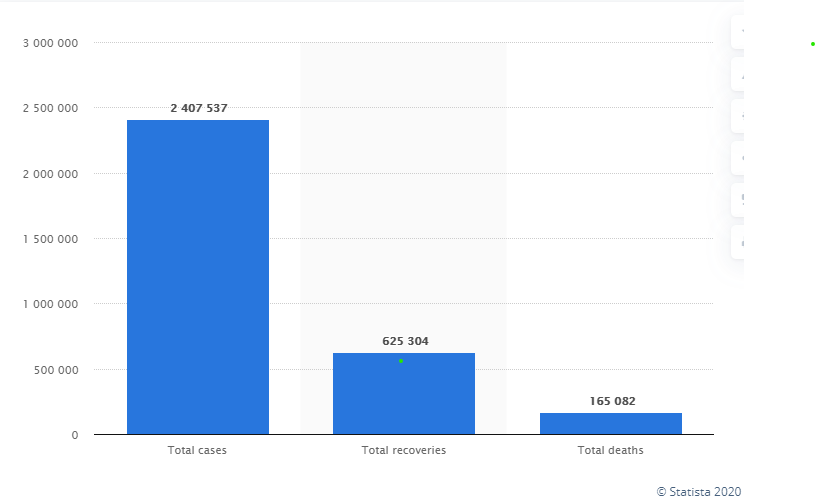 3 000 000
2 500 000
2 407 537
2 000 000
1 500 000
1 000 000
625 304
500 000
165 082
0
Total cases Total recoveries Total deaths
© Statista 2020